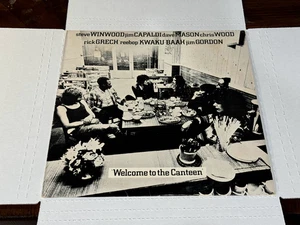 steve WINWOOD jim CAPALDI dave MASON chris WOOD
rick GRECH reebop KWAKU BAAH jim GORDON
Welcome to the Canteen